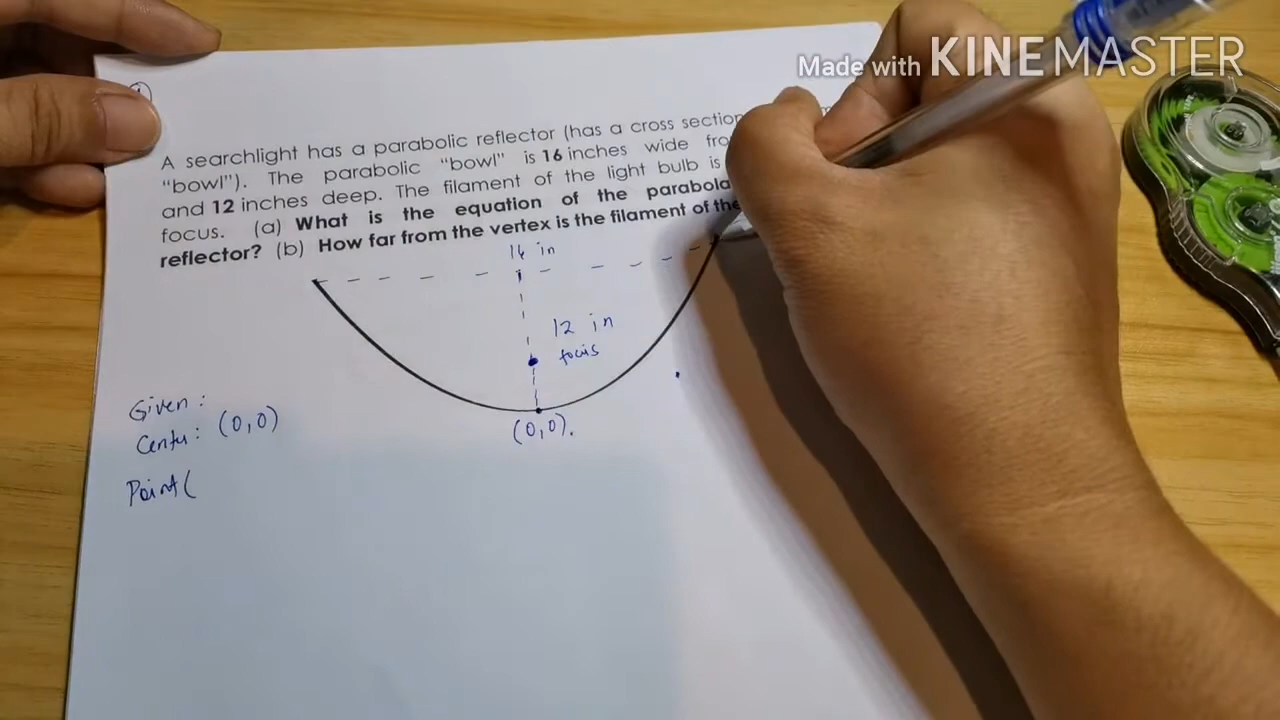 Made with KINEMASTER
A searchlight has a parabolic reflector (has a cross section
"bowl"). The parabolic "bowl" is 16 inches wide
and 12 inches deep. The filament of the light bulb is
focus. (a) What is the equation of the parabola
reflector? (b) How far from the vertex is the filament of the
16 in
12 in
focus
Given :
Center: (0,0)
(0,0).
Point (